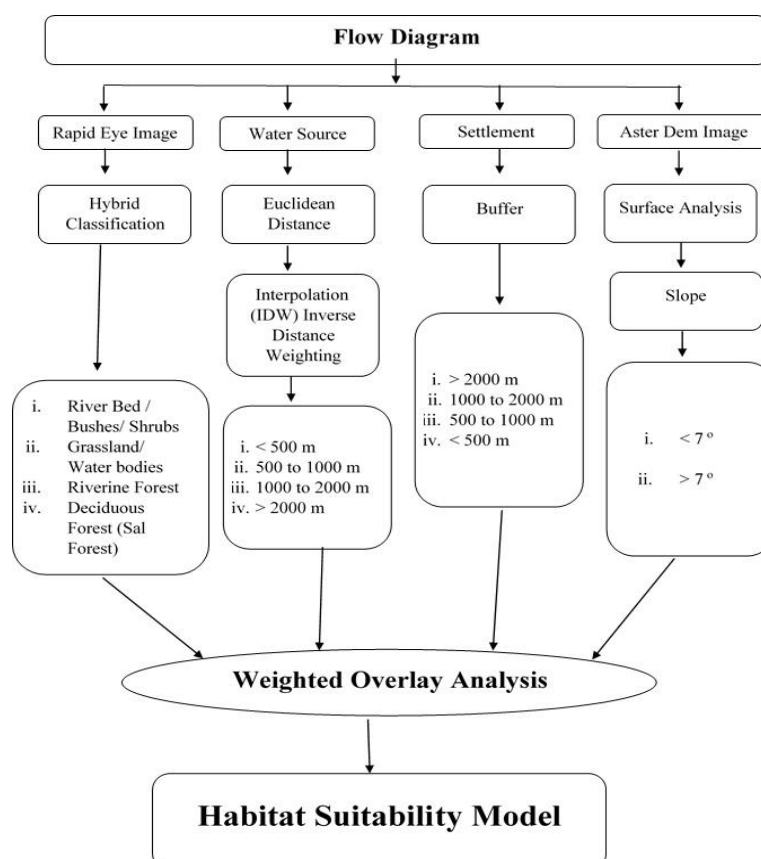 Flow Diagram
Rapid Eye Image
Water Source
Settlement
Aster Dem Image
Hybrid
Classification
Euclidean
Distance
Buffer
Surface Analysis
Interpolation
(IDW) Inverse
Distance
Weighting
Slope
i. River Bed /
Bushes/ Shrubs
ii. Grassland/
Water bodies
iii. Riverine Forest
iv. Deciduous
Forest (Sal
Forest)
i. < 500 m
ii. 500 to 1000 m
iii. 1000 to 2000 m
iv. > 2000 m
i. > 2000 m
ii. 1000 to 2000 m
iii. 500 to 1000 m
iv. < 500 m
i. < 7 º
ii. > 7 º
Weighted Overlay Analysis
Habitat Suitability Model